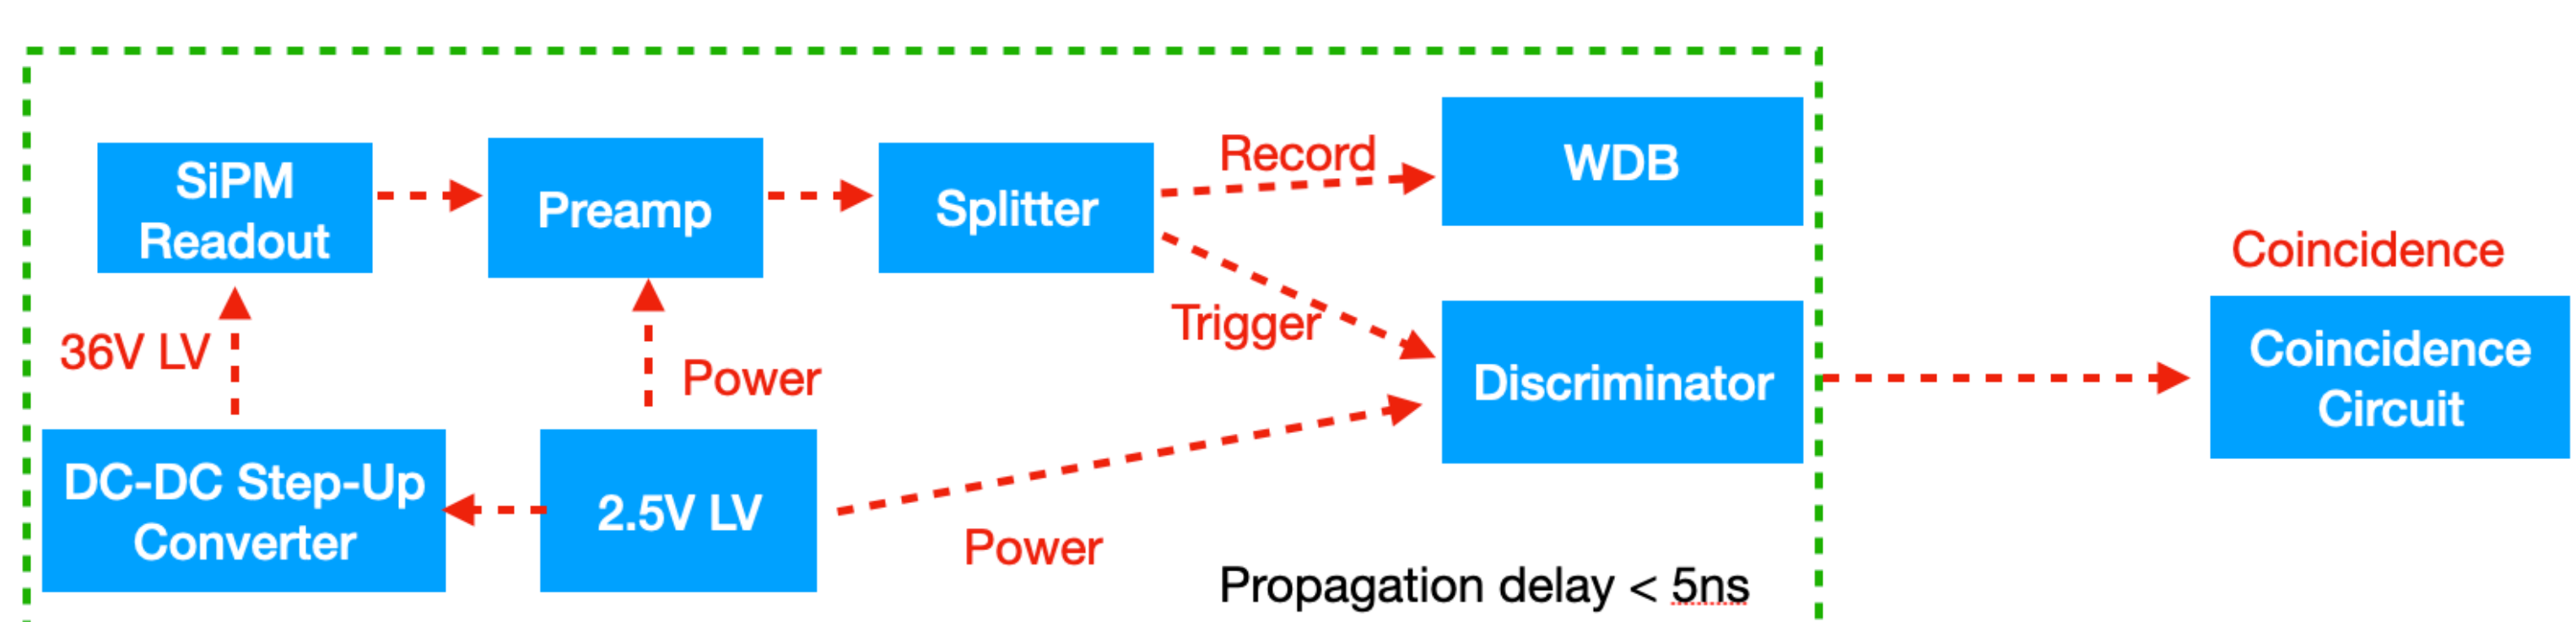 SiPM
Readout
Preamp
Splitter
Record
WDB
Trigger
Discriminator
Coincidence
Coincidence
Circuit
36V LV
Power
DC-DC Step-Up
Converter
2.5V LV
Power
Propagation delay < 5ns